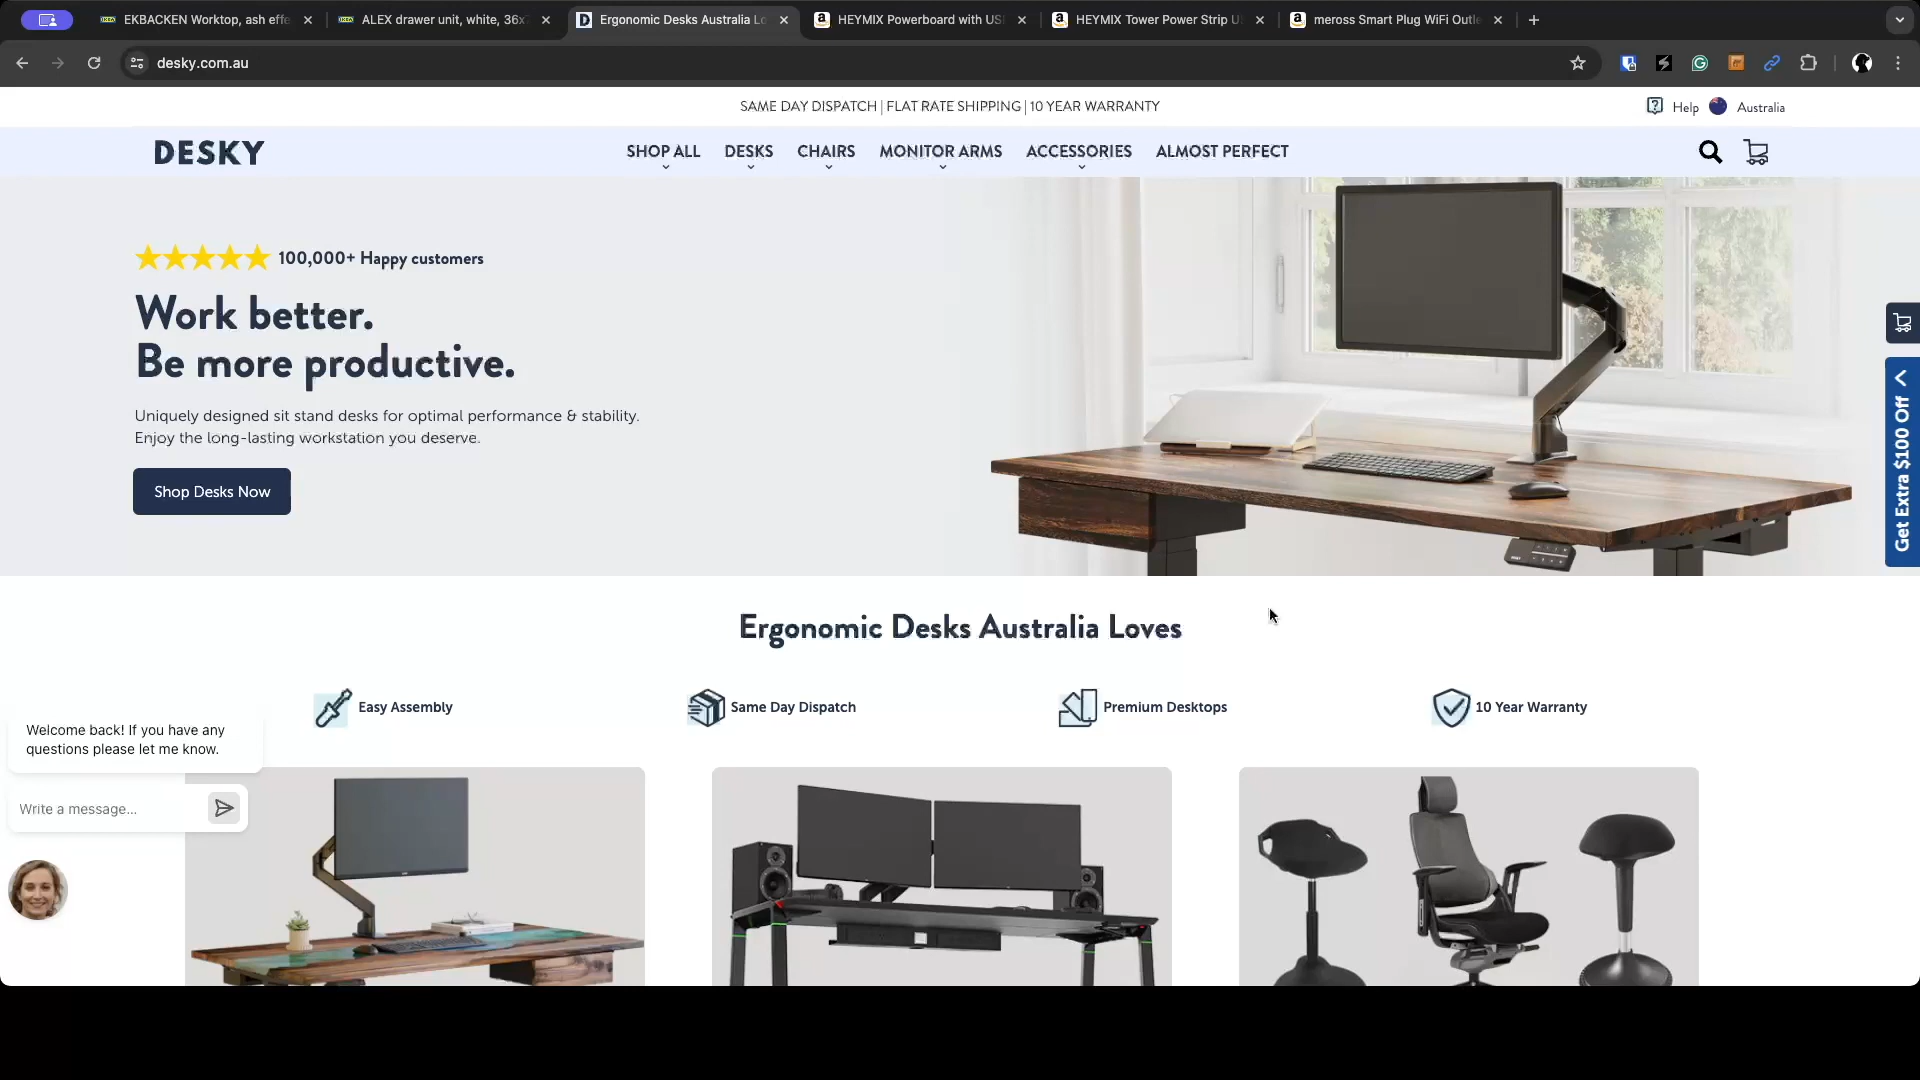 EKBACKEN Worktop, ash effe
ALEX drawer unit, white, 36x
Ergonomic Desks Australia Lo
HEYMIX Powerboard with USI
HEYMIX Tower Power Strip U
meross Smart Plug WiFi Outle
desky.com.au
SAME DAY DISPATCH | FLAT RATE SHIPPING | 10 YEAR WARRANTY
Help
Australia
DESKY
SHOP ALL
DESKS
CHAIRS
MONITOR ARMS
ACCESSORIES
ALMOST PERFECT
100,000+ Happy customers
Work better.
Be more productive.
Uniquely designed sit stand desks for optimal performance & stability.
Enjoy the long-lasting workstation you deserve.
Shop Desks Now
Get Extra $100 Off
Ergonomic Desks Australia Loves
Easy Assembly
Same Day Dispatch
Premium Desktops
10 Year Warranty
Welcome back! If you have any
questions please let me know.
Write a message...